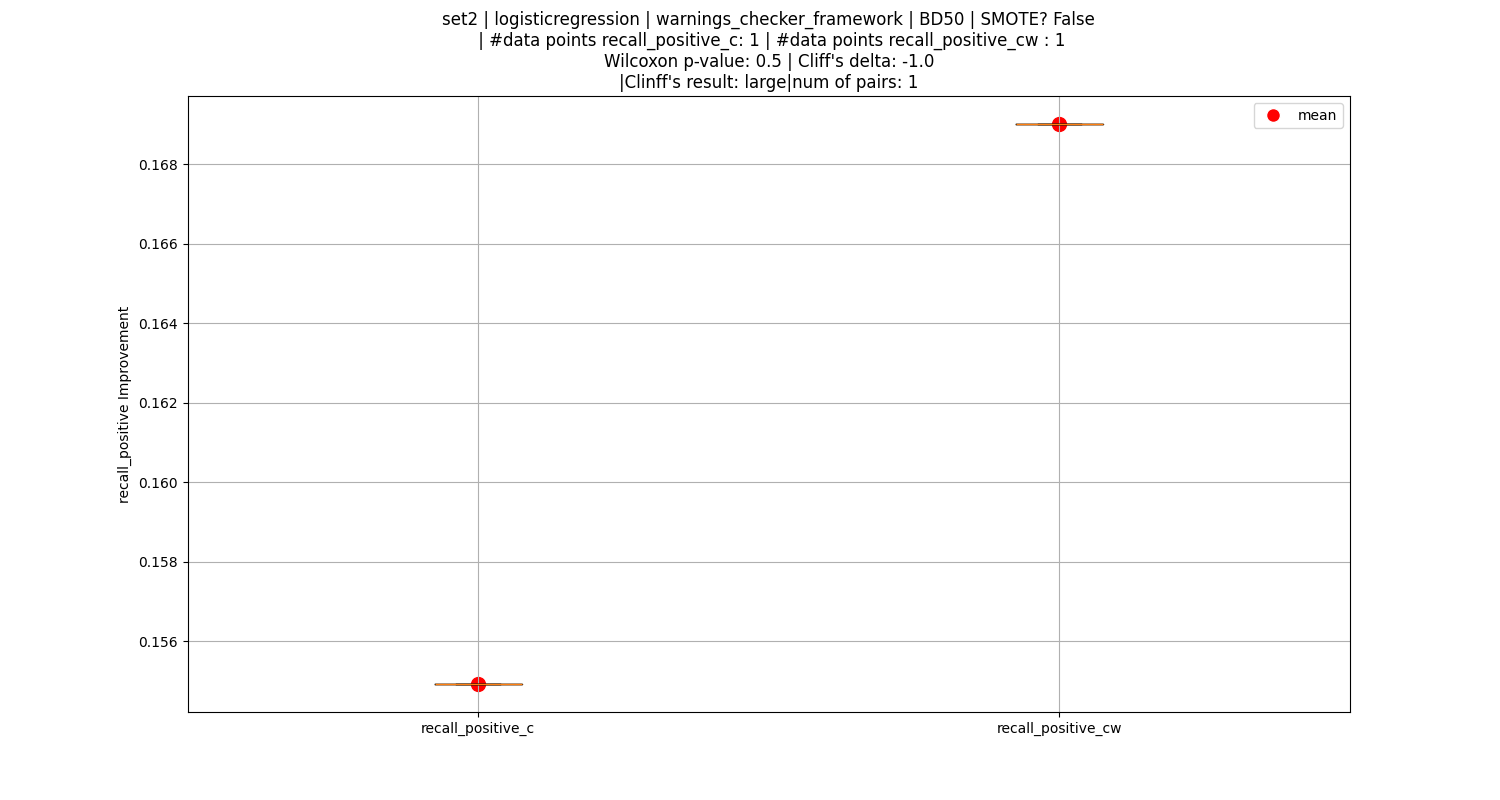 set2 | logisticregression | warnings_checker_framework | BD50 | SMOTE? False
| #data points recall_positive_c: 1 | #data points recall_positive_cw : 1
Wilcoxon p-value: 0.5 | Cliff's delta: -1.0
|Clinff's result: large|num of pairs: 1
mean
0.168
0.166
0.164
0.162
0.160
0.158
0.156
recall_positive Improvement
recall_positive_c
recall_positive_cw